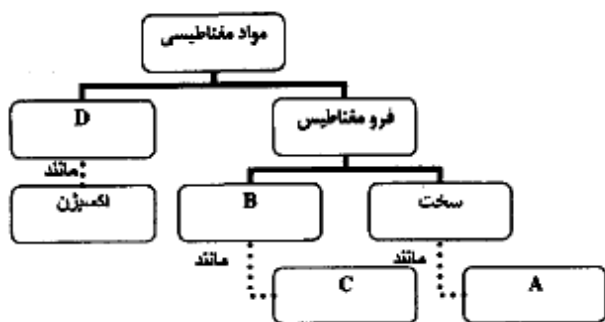 مواد مغناطیسی
فرو مغناطیس
D
مانند
اکسیژن
سخت
B
مانند
مانند
A
C